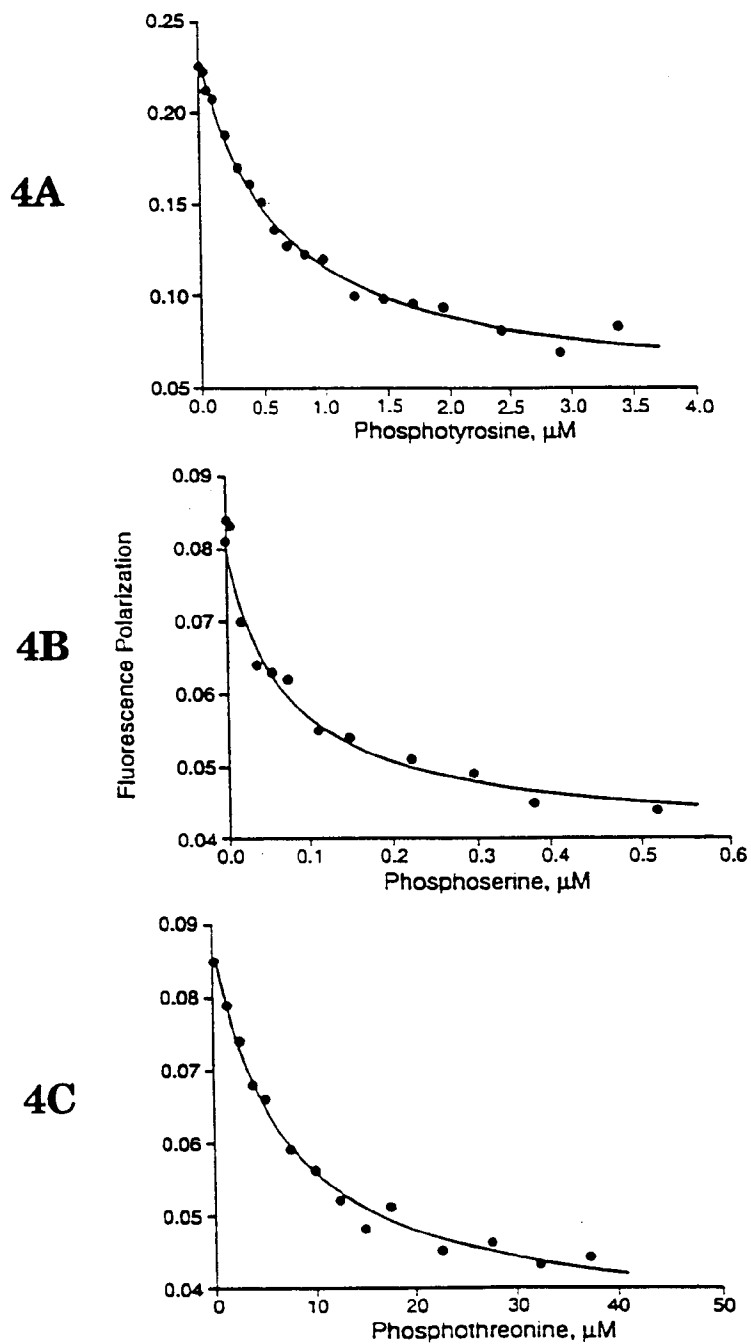 4A
0.25
0.20
0.15
0.10
0.05
0.0 0.5 1.0 1.5 2.0 2.5 3.0 3.5 4.0
Phosphotyrosine, μM
4B
Fluorescence Polarization
0.09
0.08
0.07
0.06
0.05
0.04
0.0 0.1 0.2 0.3 0.4 0.5 0.6
Phosphoserine, μM
4C
0.09
0.08
0.07
0.06
0.05
0.04
0 10 20 30 40 50
Phosphothreonine, μM